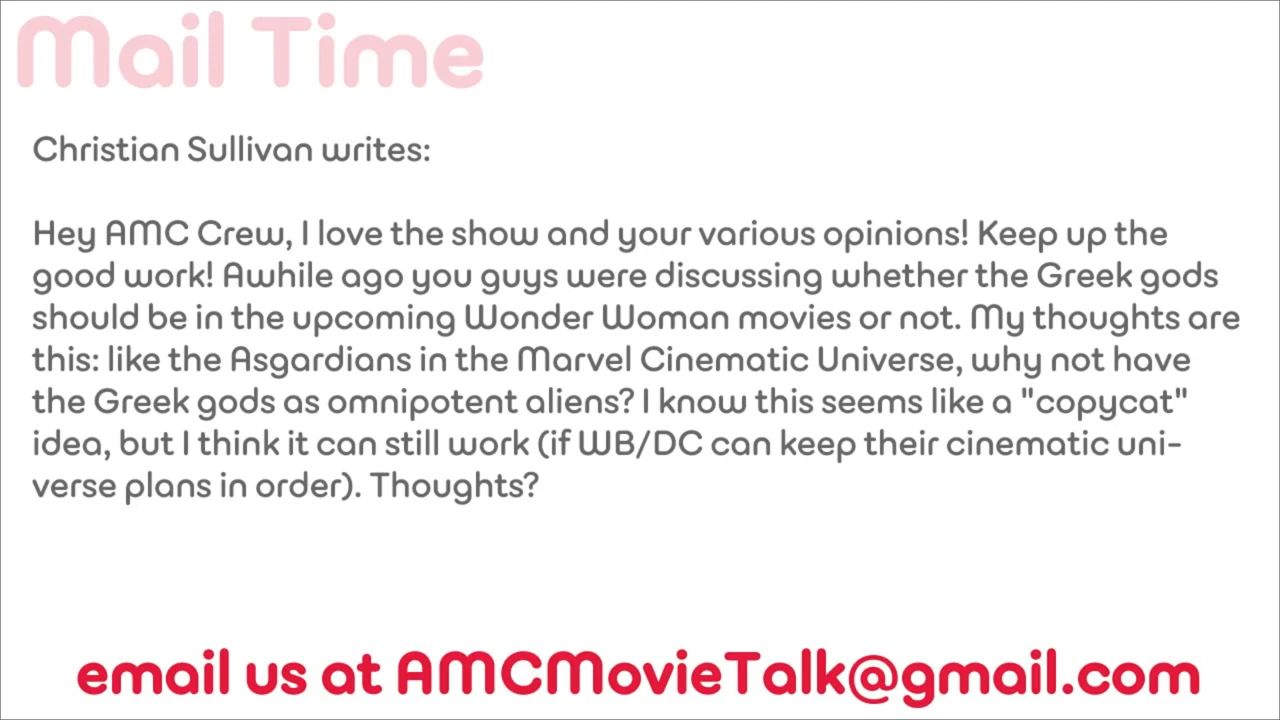 Mail Time
Christian Sullivan writes:
Hey AMC Crew, I love the show and your various opinions! Keep up the
good work! Awhile ago you guys were discussing whether the Greek gods
should be in the upcoming Wonder Woman movies or not. My thoughts are
this: like the Asgardians in the Marvel Cinematic Universe, why not have
the Greek gods as omnipotent aliens? I know this seems like a "copycat"
idea, but I think it can still work (if WB/DC can keep their cinematic uni-
verse plans in order). Thoughts?
email us at AMCMovieTalk@gmail.com